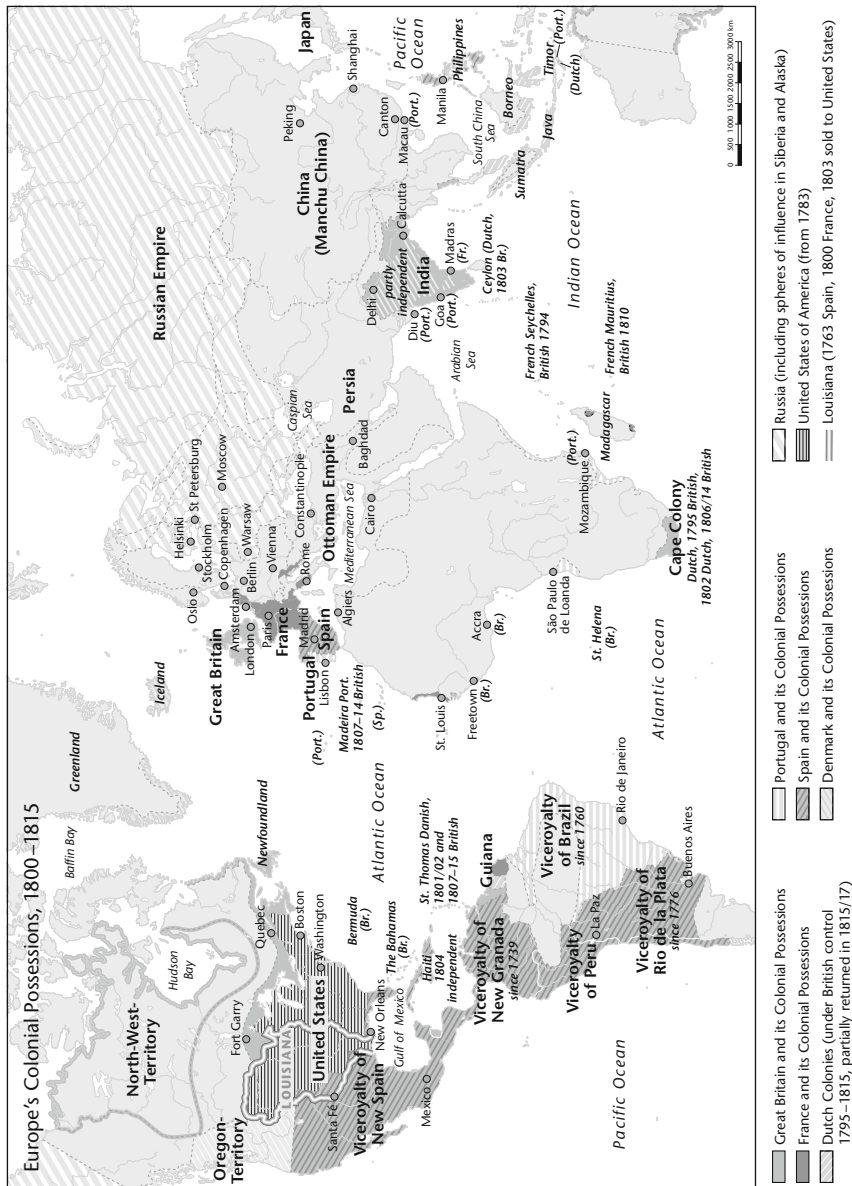 Europe's Colonial Possessions, 1800–1815
Baffin Bay
Greenland
Iceland
Hudson
Bay
North-West-
Territory
Oregon-
Territory
Newfoundland
Fort Garry
Quebec
Boston
Washington
LOUISIANA
United States
Santa Fé
Viceroyalty of
New Spain
New Orleans
Gulf of Mexico
Mexico
Bermuda
(Br.)
The Bahamas
(Br.)
Haiti
1804
independent
St. Thomas Danish,
1801/02 and
1807–15 British
Atlantic Ocean
Viceroyalty of
New Granada
since 1739
Guiana
Viceroyalty
of Peru
La Paz
Viceroyalty
of Brazil
since 1760
Rio de Janeiro
Viceroyalty of
Rio de la Plata
since 1776
Buenos Aires
Pacific
Ocean
Atlantic Ocean
Great Britain
Oslo
Helsinki
St Petersburg
Stockholm
Copenhagen
Moscow
Amsterdam
Berlin
Warsaw
London
Paris
Vienna
France
Madrid
Rome
Constantinople
Portugal
Spain
Lisbon
Algiers
Mediterranean Sea
Ottoman Empire
(Port.)
Madeira Port.
1807–14 British
(Sp.)
Cairo
Baghdad
Persia
Caspian
Sea
Russian Empire
St. Louis
Freetown
(Br.)
Accra
(Br.)
São Paulo
de Loanda
St. Helena
(Br.)
Mozambique
(Port.)
Madagascar
Cape Colony
Dutch, 1795 British,
1802 Dutch, 1806/14 British
French Seychelles,
British 1794
French Mauritius,
British 1810
Arabian
Sea
Indian Ocean
Delhi
partly
independent
India
Diu
(Port.)
Goa
(Port.)
Madras
(Fr.)
Calcutta
Ceylon (Dutch,
1803 Br.)
China
(Manchu China)
Peking
Shanghai
Japan
Canton
Macau
(Port.)
Pacific
Ocean
Manila
Philippines
South China
Sea
Borneo
Sumatra
Java
Timor
(Port.)
(Dutch)
0 500 1000 1500 2000 2500 3000 km
Great Britain and its Colonial Possessions
France and its Colonial Possessions
Dutch Colonies (under British control
1795–1815, partially returned in 1815/17)
Portugal and its Colonial Possessions
Spain and its Colonial Possessions
Denmark and its Colonial Possessions
Russia (including spheres of influence in Siberia and Alaska)
United States of America (from 1783)
Louisiana (1763 Spain, 1800 France, 1803 sold to United States)